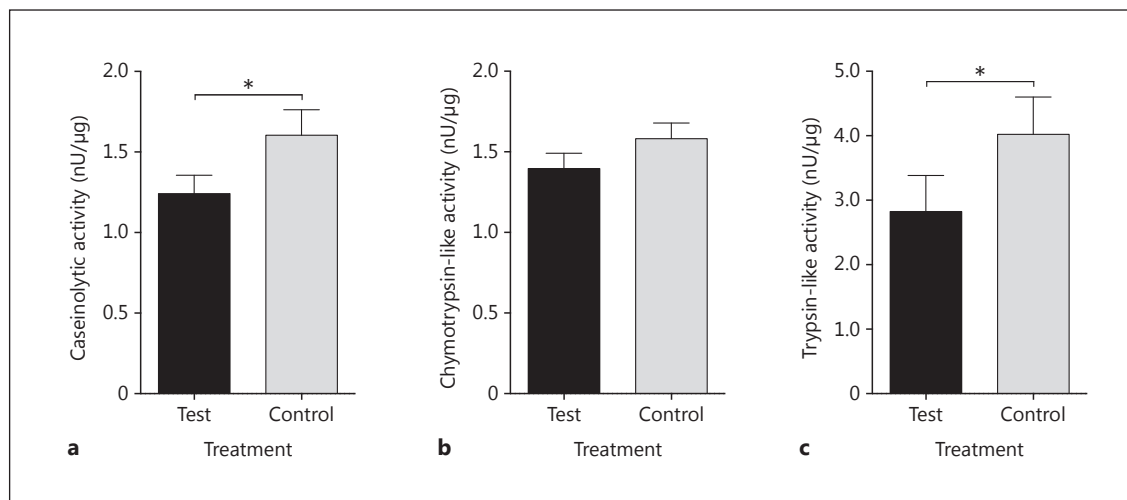 Caseinolytic activity (nU/µg)
2.0
1.5
1.0
0.5
0
*
Test
Control
a
Treatment
Chymotrypsin-like activity (nU/µg)
2.0
1.5
1.0
0.5
0
Test
Control
b
Treatment
Trypsin-like activity (nU/µg)
5.0
4.0
3.0
2.0
1.0
0
*
Test
Control
c
Treatment